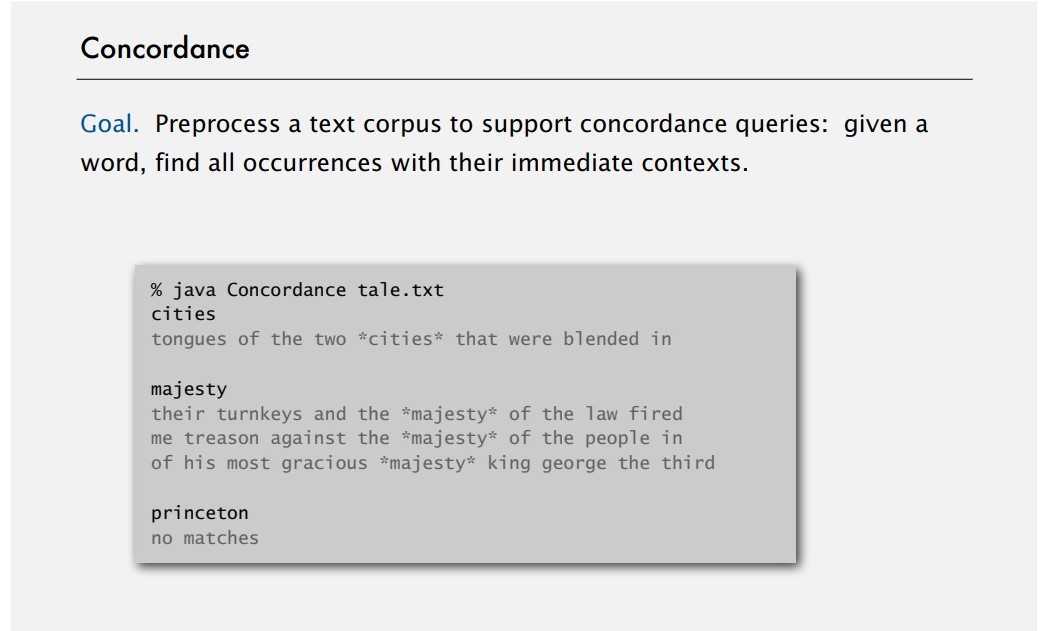 Concordance
Goal. Preprocess a text corpus to support concordance queries: given a
word, find all occurrences with their immediate contexts.
% java Concordance tale.txt
cities
tongues of the two *cities* that were blended in
majesty
their turnkeys and the *majesty* of the law fired
me treason against the *majesty* of the people in
of his most gracious *majesty* king george the third
princeton
no matches